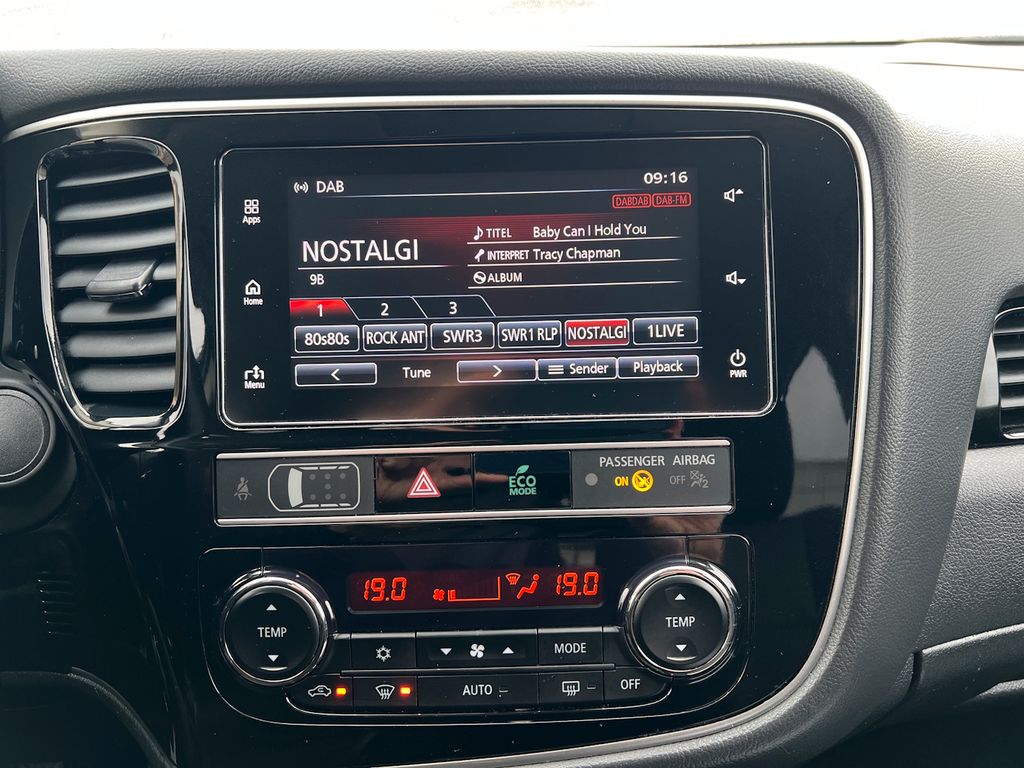 DAB 09:16
DABDAB DAB-FM
Apps
TITEL Baby Can I Hold You
NOSTALGI
INTERPRET Tracy Chapman
9B
ALBUM
Home
1 2 3
80s80s ROCK ANT SWR3 SWR1 RLP NOSTALGI 1LIVE
Menu
< Tune > Sender Playback
PWR
PASSENGER AIRBAG
ECO MODE
ON OFF
2
19.0 19.0
TEMP TEMP
MODE
AUTO OFF